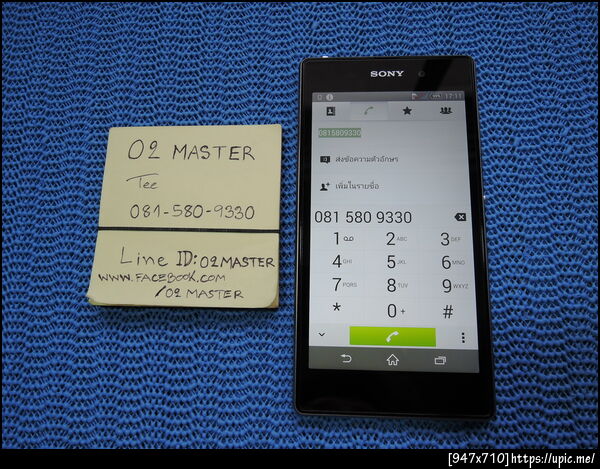 O2 MASTER
Tee
081-580-9330
Line ID: O2MASTER
WWW.FACEBOOK.COM
/O2 MASTER
SONY
17:11
0815809330
ส่งข้อความตัวอักษร
เพิ่มในรายชื่อ
081 580 9330
1 2 ABC 3 DEF
4 GHI 5 JKL 6 MNO
7 PQRS 8 TUV 9 WXYZ
* 0 + #
[947x710]https://upic.me/